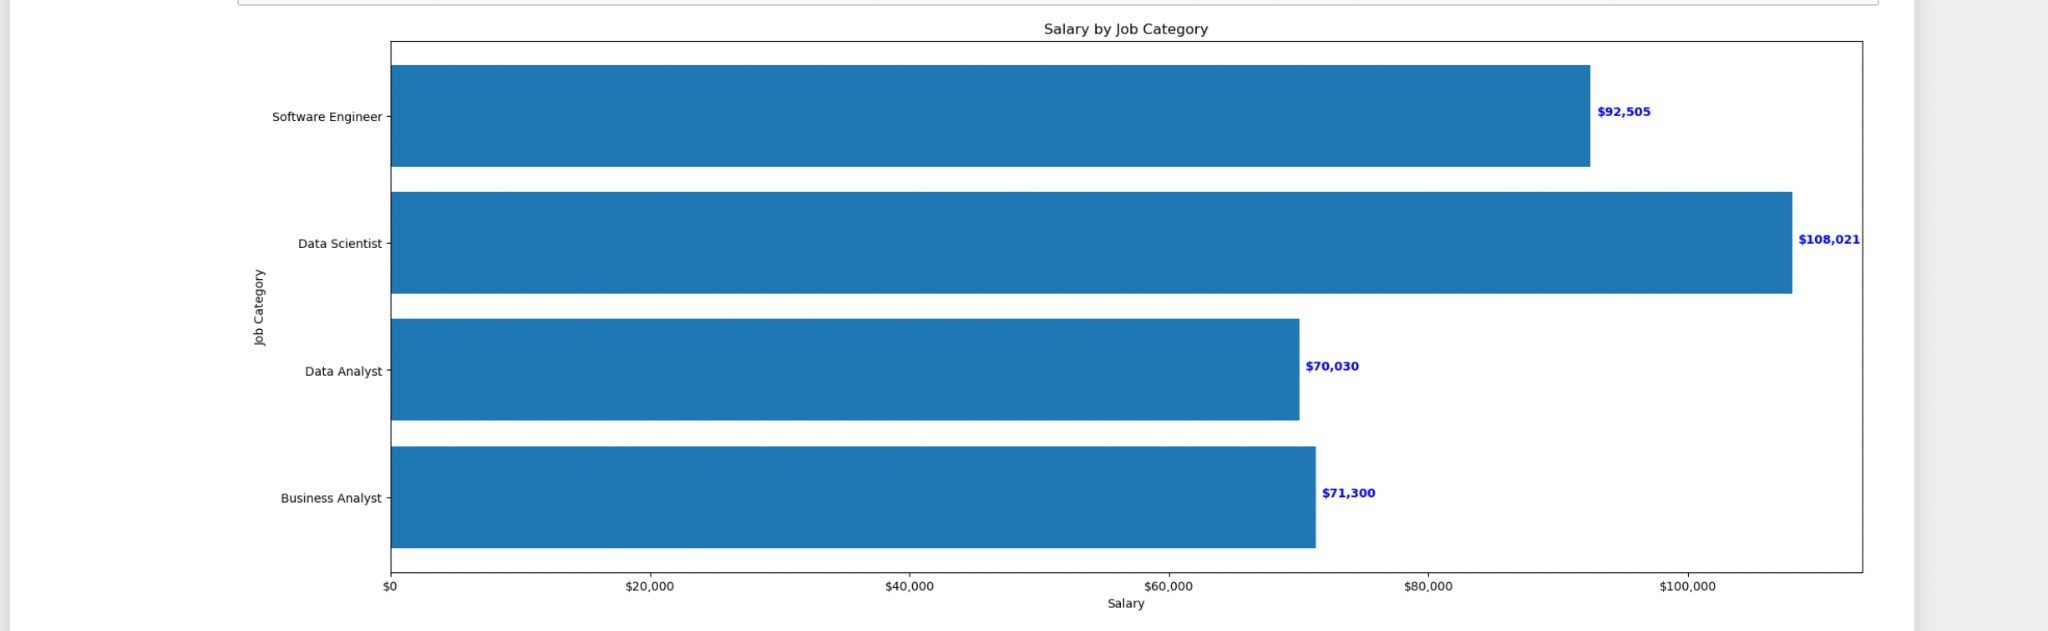 Salary by Job Category
Software Engineer
$92,505
Data Scientist
$108,021
Job Category
Data Analyst
$70,030
Business Analyst
$71,300
$0
$20,000
$40,000
$60,000
$80,000
$100,000
Salary